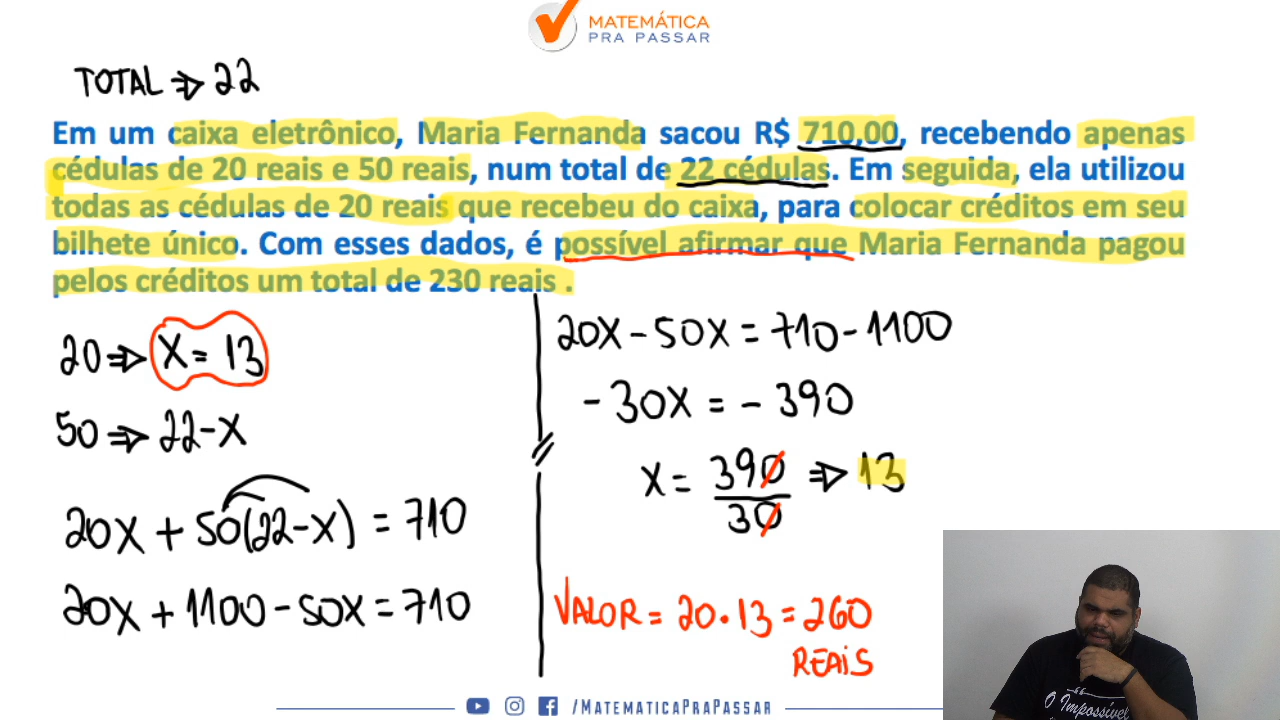 MATEMÁTICA
PRA PASSAR
TOTAL ⇒ 22
Em um caixa eletrônico, Maria Fernanda sacou R$ 710,00, recebendo apenas
cédulas de 20 reais e 50 reais, num total de 22 cédulas. Em seguida, ela utilizou
todas as cédulas de 20 reais que recebeu do caixa, para colocar créditos em seu
bilhete único. Com esses dados, é possível afirmar que Maria Fernanda pagou
pelos créditos um total de 230 reais .
20 ⇒ X = 13
50 ⇒ 22-X
20X + 50(22-X) = 710
20X + 1100 - 50X = 710
20X - 50X = 710 - 1100
-30X = -390
X = 390/30 ⇒ 13
VALOR = 20 • 13 = 260
REAIS
/MatematicaPraPassar
O Impossível